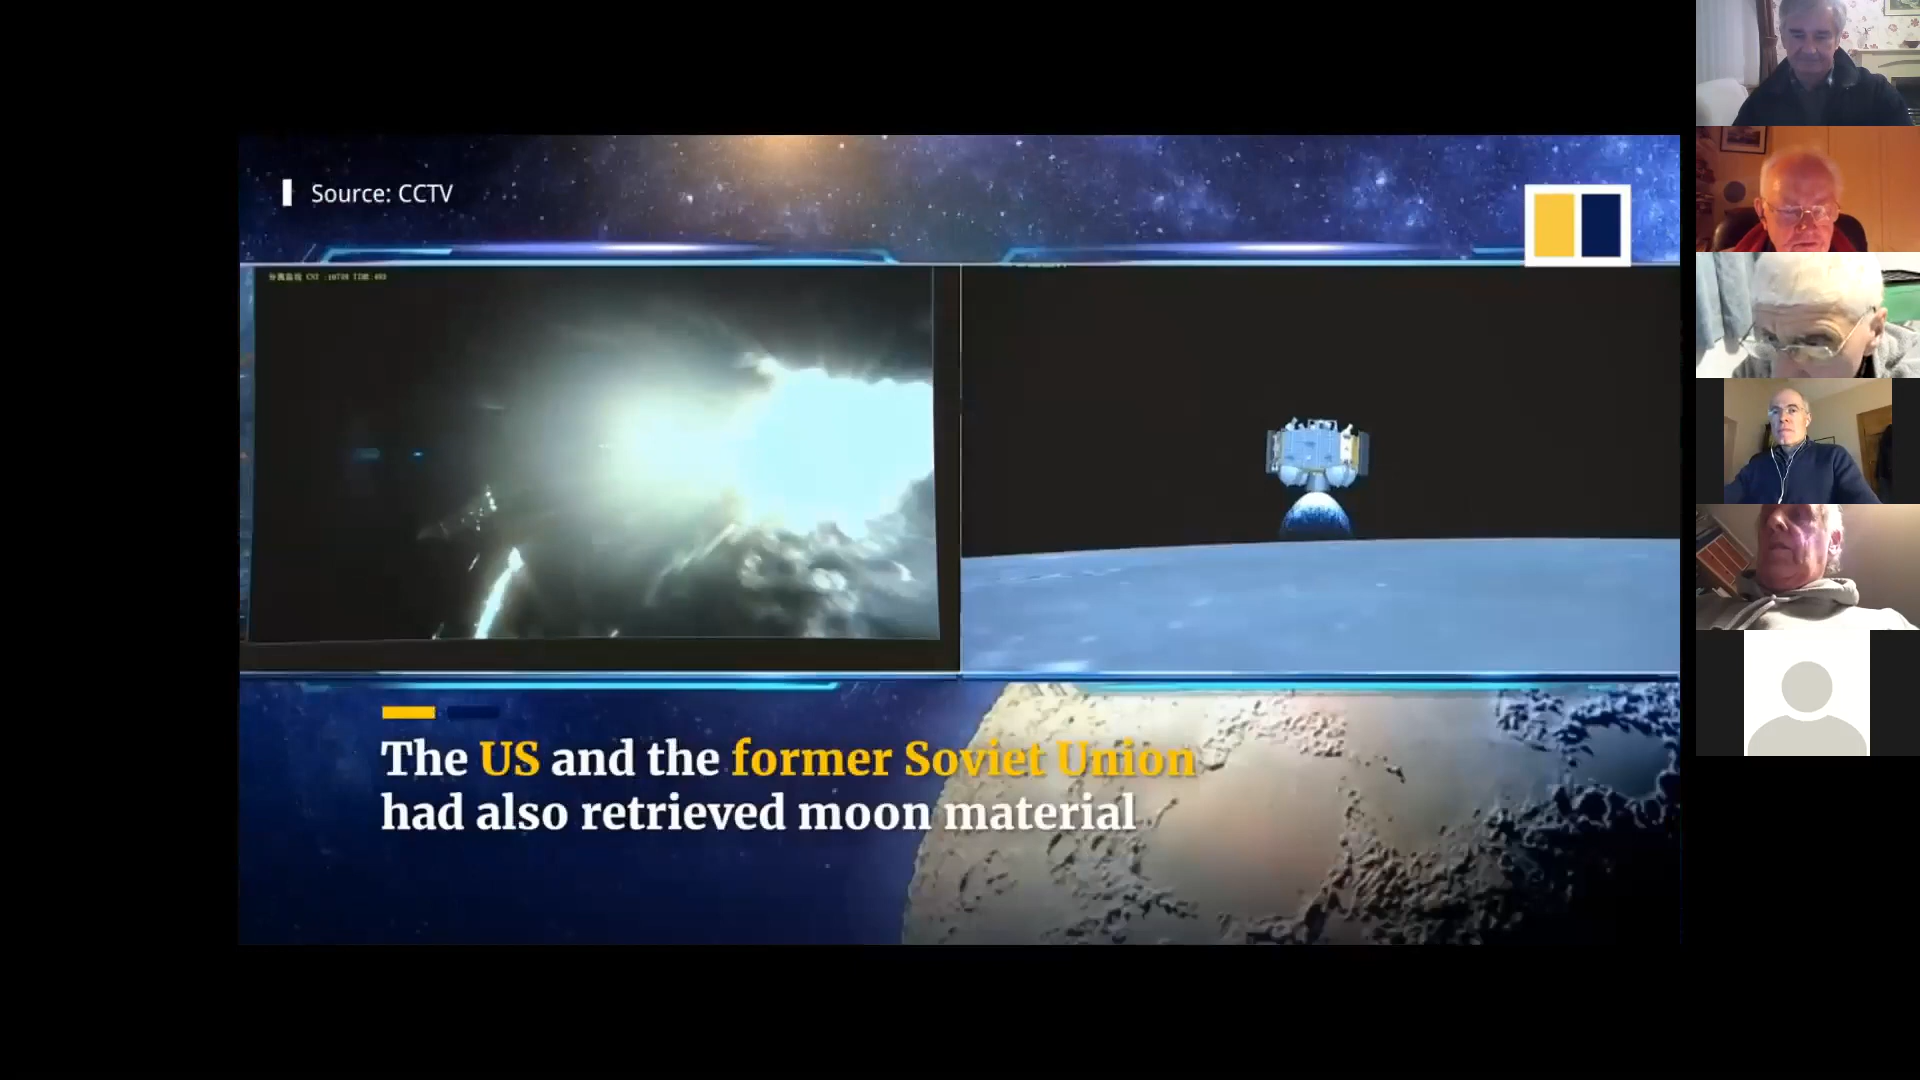 Source: CCTV
The US and the former Soviet Union
had also retrieved moon material